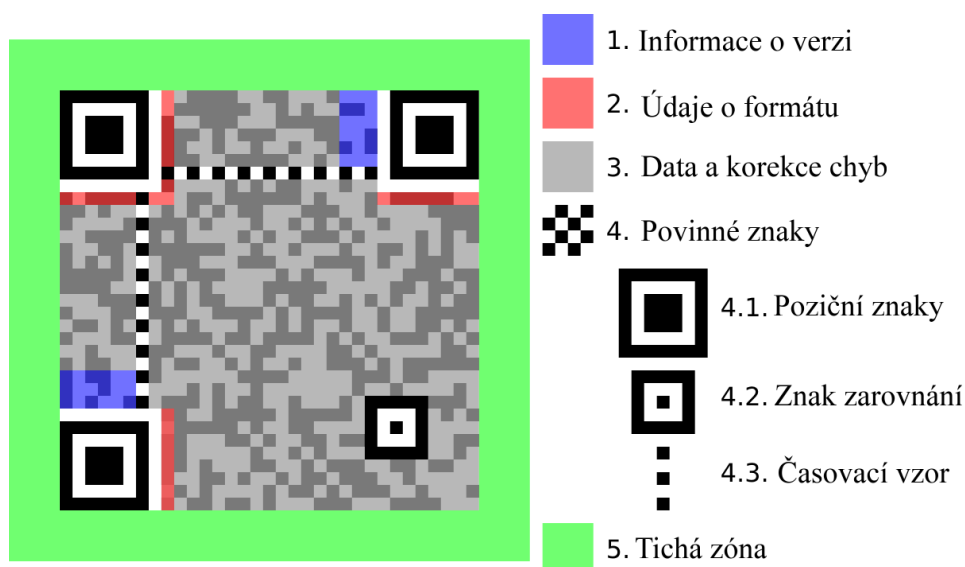 1. Informace o verzi
2. Údaje o formátu
3. Data a korekce chyb
4. Povinné znaky
4.1. Poziční znaky
4.2. Znak zarovnání
4.3. Časovací vzor
5. Tichá zóna